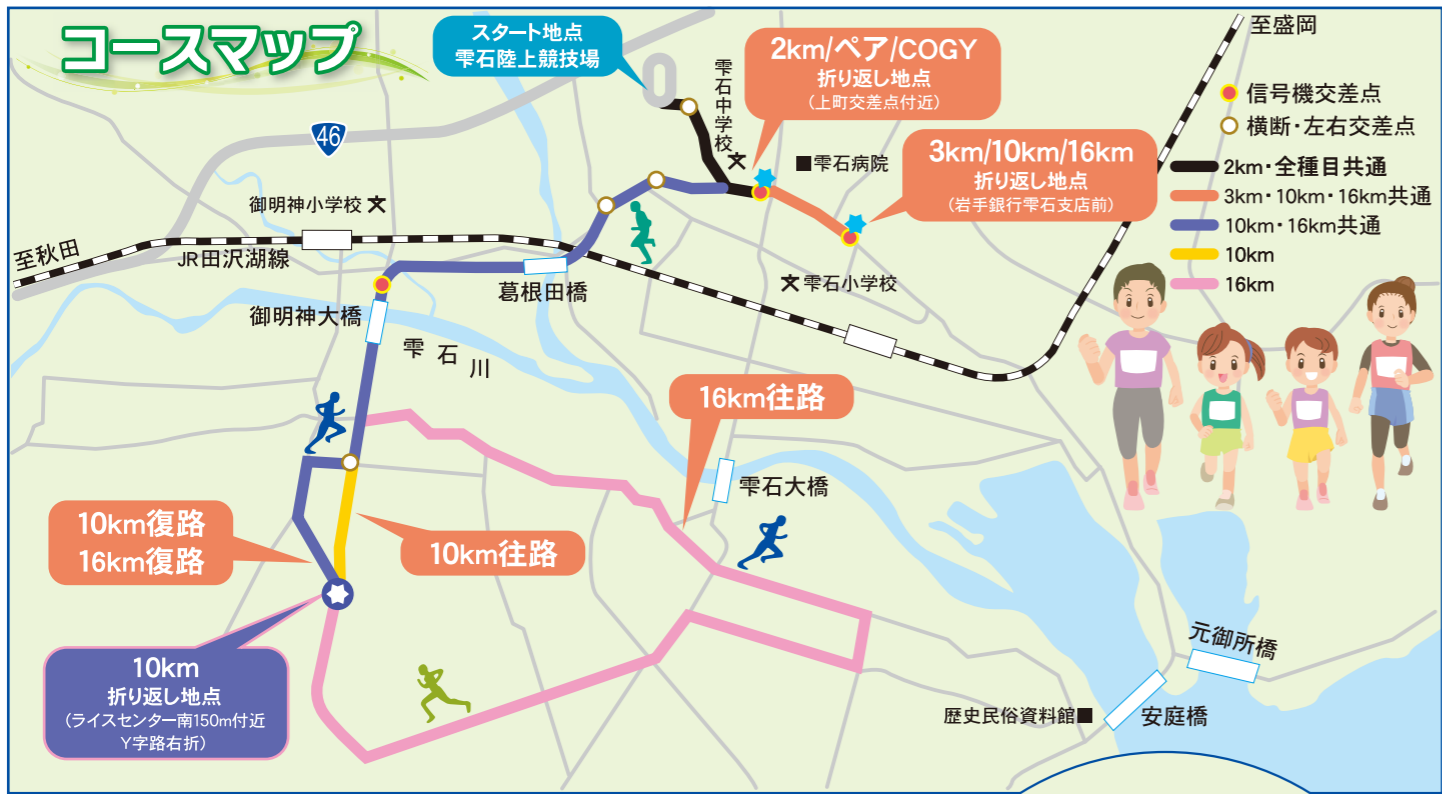 コースマップ
スタート地点
雫石陸上競技場
2km/ペア/COGY
折り返し地点
(上町交差点付近)
至盛岡
信号機交差点
横断・左右交差点
2km・全種目共通
3km・10km・16km共通
10km・16km共通
10km
16km
46
雫石中学校
雫石病院
3km/10km/16km
折り返し地点
(岩手銀行雫石支店前)
御明神小学校
至秋田
JR田沢湖線
葛根田橋
雫石小学校
御明神大橋
雫石川
16km往路
雫石大橋
10km復路
16km復路
10km往路
10km
折り返し地点
(ライスセンター南150m付近
Y字路右折)
元御所橋
歴史民俗資料館
安庭橋